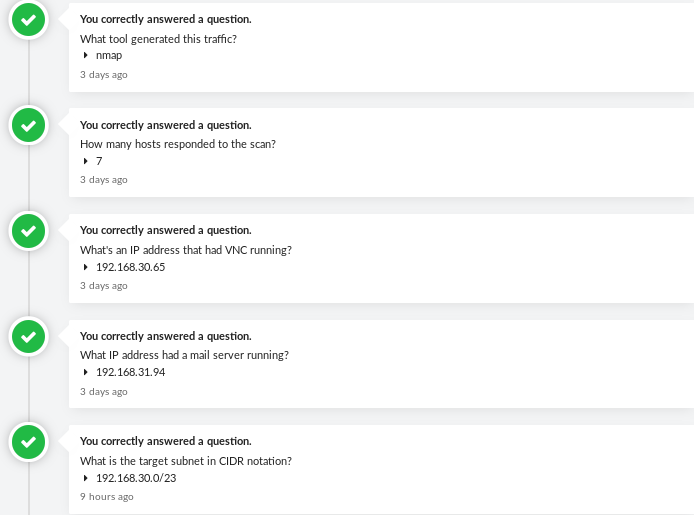 You correctly answered a question.
What tool generated this traffic?
nmap
3 days ago
You correctly answered a question.
How many hosts responded to the scan?
7
3 days ago
You correctly answered a question.
What's an IP address that had VNC running?
192.168.30.65
3 days ago
You correctly answered a question.
What IP address had a mail server running?
192.168.31.94
3 days ago
You correctly answered a question.
What is the target subnet in CIDR notation?
192.168.30.0/23
9 hours ago